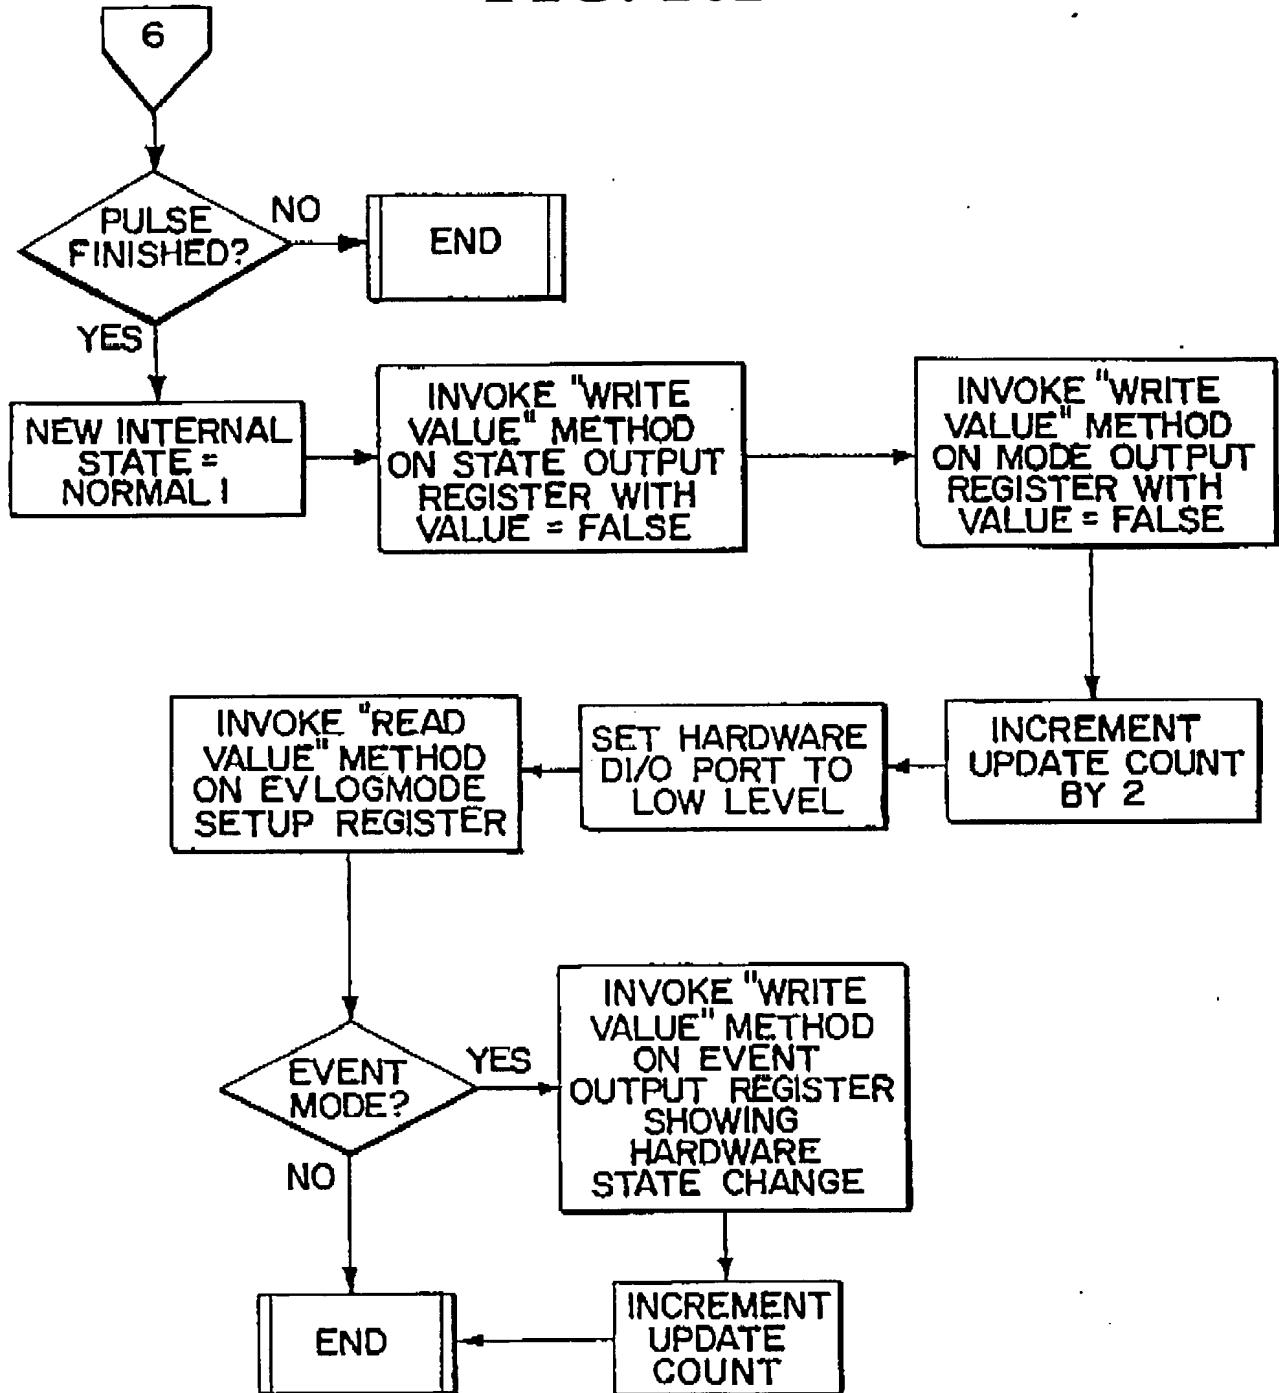 6
PULSE
FINISHED?
NO
END
YES
NEW INTERNAL
STATE =
NORMAL 1
INVOKE "WRITE
VALUE" METHOD
ON STATE OUTPUT
REGISTER WITH
VALUE = FALSE
INVOKE "WRITE
VALUE" METHOD
ON MODE OUTPUT
REGISTER WITH
VALUE = FALSE
INCREMENT
UPDATE COUNT
BY 2
SET HARDWARE
DI/O PORT TO
LOW LEVEL
INVOKE "READ
VALUE" METHOD
ON EVLOGMODE
SETUP REGISTER
EVENT
MODE?
YES
NO
INVOKE "WRITE
VALUE" METHOD
ON EVENT
OUTPUT REGISTER
SHOWING
HARDWARE
STATE CHANGE
INCREMENT
UPDATE
COUNT
END